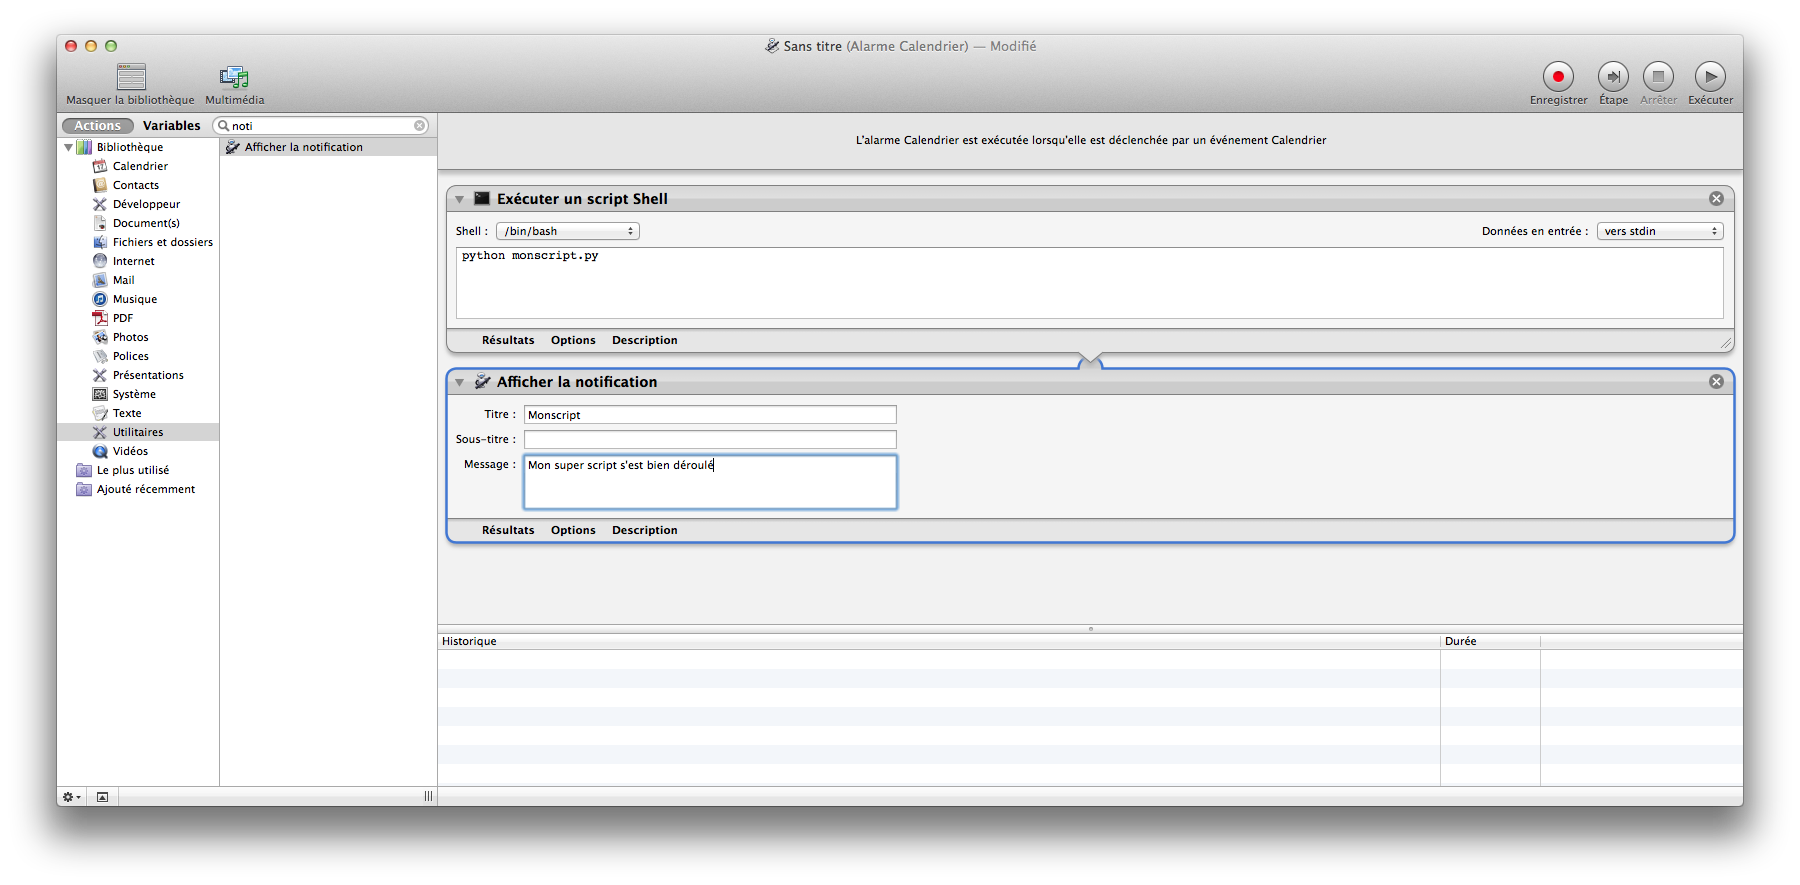 Sans titre (Alarme Calendrier) — Modifié
Masquer la bibliothèque
Multimédia
Enregistrer
Étape
Arrêter
Exécuter
Actions
Variables
noti
Bibliothèque
Calendrier
Contacts
Développeur
Document(s)
Fichiers et dossiers
Internet
Mail
Musique
PDF
Photos
Polices
Présentations
Système
Texte
Utilitaires
Vidéos
Le plus utilisé
Ajouté récemment
Afficher la notification
L'alarme Calendrier est exécutée lorsqu'elle est déclenchée par un événement Calendrier
Exécuter un script Shell
Shell : /bin/bash
Données en entrée : vers stdin
python monscript.py
Résultats Options Description
Afficher la notification
Titre : Monscript
Sous-titre :
Message : Mon super script s'est bien déroulé
Résultats Options Description
Historique
Durée